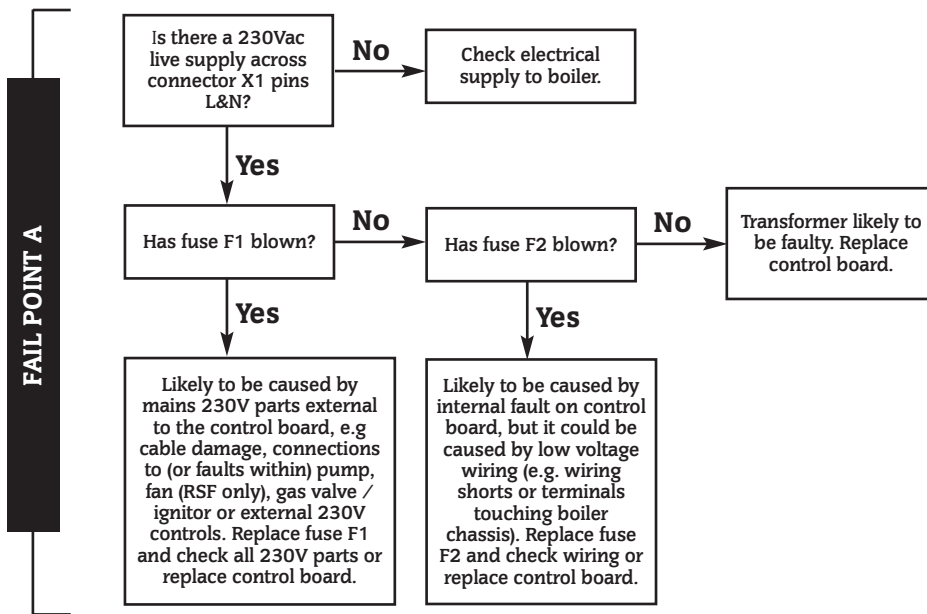 FAIL POINT A
Is there a 230Vac
live supply across
connector X1 pins
L&N?
No
Check electrical
supply to boiler.
Yes
Has fuse F1 blown?
No
Has fuse F2 blown?
No
Transformer likely to
be faulty. Replace
control board.
Yes
Yes
Likely to be caused by
mains 230V parts external
to the control board, e.g
cable damage, connections
to (or faults within) pump,
fan (RSF only), gas valve /
ignitor or external 230V
controls. Replace fuse F1
and check all 230V parts or
replace control board.
Likely to be caused by
internal fault on control
board, but it could be
caused by low voltage
wiring (e.g. wiring
shorts or terminals
touching boiler
chassis). Replace fuse
F2 and check wiring or
replace control board.